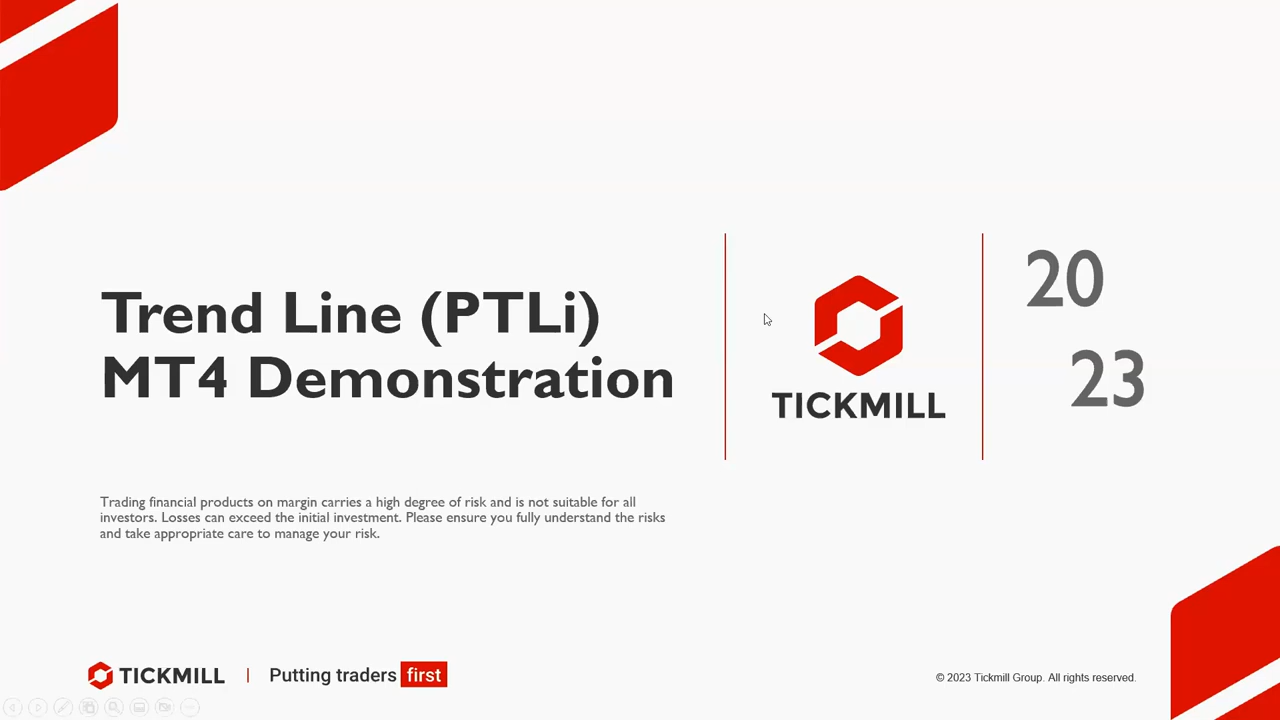 Trend Line (PTLi)
MT4 Demonstration
TICKMILL
20
23
Trading financial products on margin carries a high degree of risk and is not suitable for all
investors. Losses can exceed the initial investment. Please ensure you fully understand the risks
and take appropriate care to manage your risk.
TICKMILL | Putting traders first
© 2023 Tickmill Group. All rights reserved.